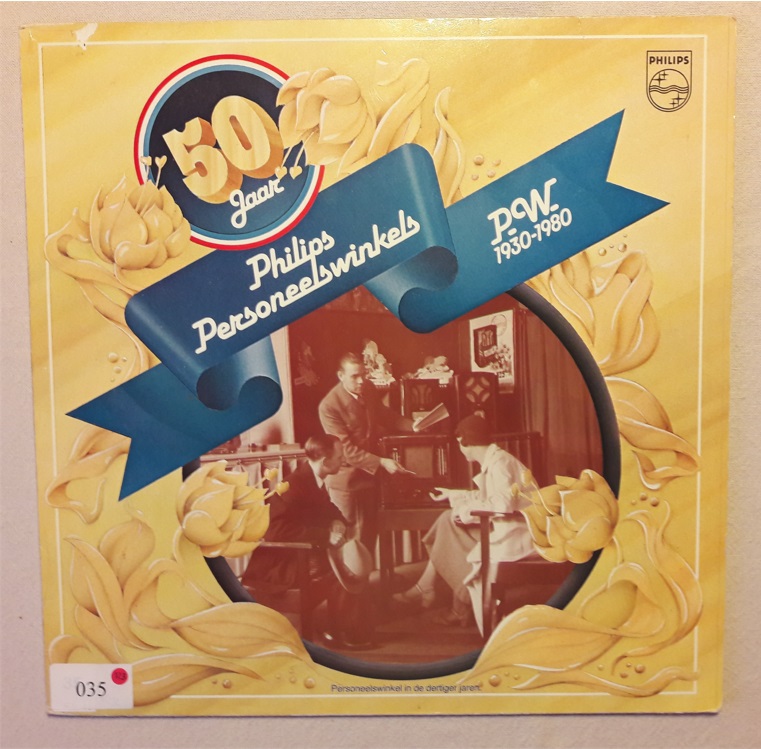 PHILIPS
50
Jaar
Philips
Personeelswinkels
P.W.
1930-1980
Personeelswinkel in de dertiger jaren.
035